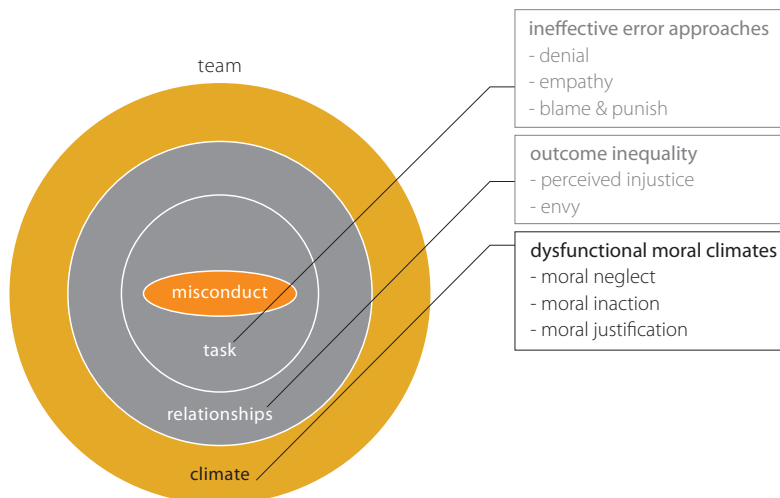 team
misconduct
task
relationships
climate
ineffective error approaches
- denial
- empathy
- blame & punish
outcome inequality
- perceived injustice
- envy
dysfunctional moral climates
- moral neglect
- moral inaction
- moral justification